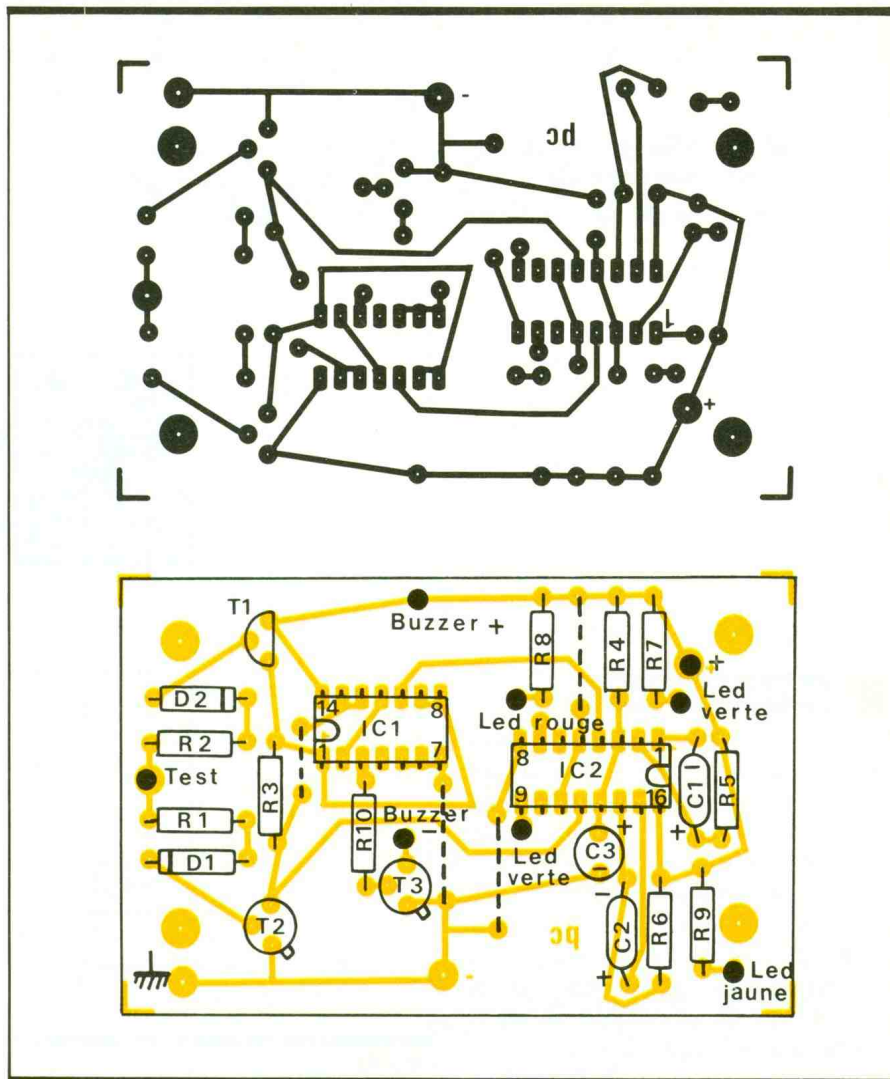 -
pc
1
+
T1
Buzzer +
R8
R4
R7
+
Led
verte
D2
14
8
IC1
1
7
Led rouge
R2
Test
R3
8
1
IC2
9
16
C1
R5
+
R1
R10
Buzzer
-
D1
T3
Led
verte
+
C3
-
T2
pc
-
C2
+
R6
R9
-
Led
jaune